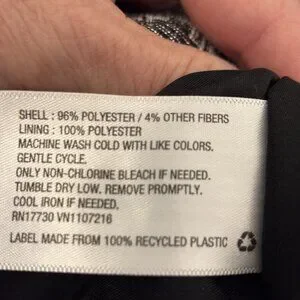 SHELL : 96% POLYESTER / 4% OTHER FIBERS
LINING : 100% POLYESTER
MACHINE WASH COLD WITH LIKE COLORS,
GENTLE CYCLE.
ONLY NON-CHLORINE BLEACH IF NEEDED.
TUMBLE DRY LOW. REMOVE PROMPTLY.
COOL IRON IF NEEDED.
RN17730 VN1107216
LABEL MADE FROM 100% RECYCLED PLASTIC